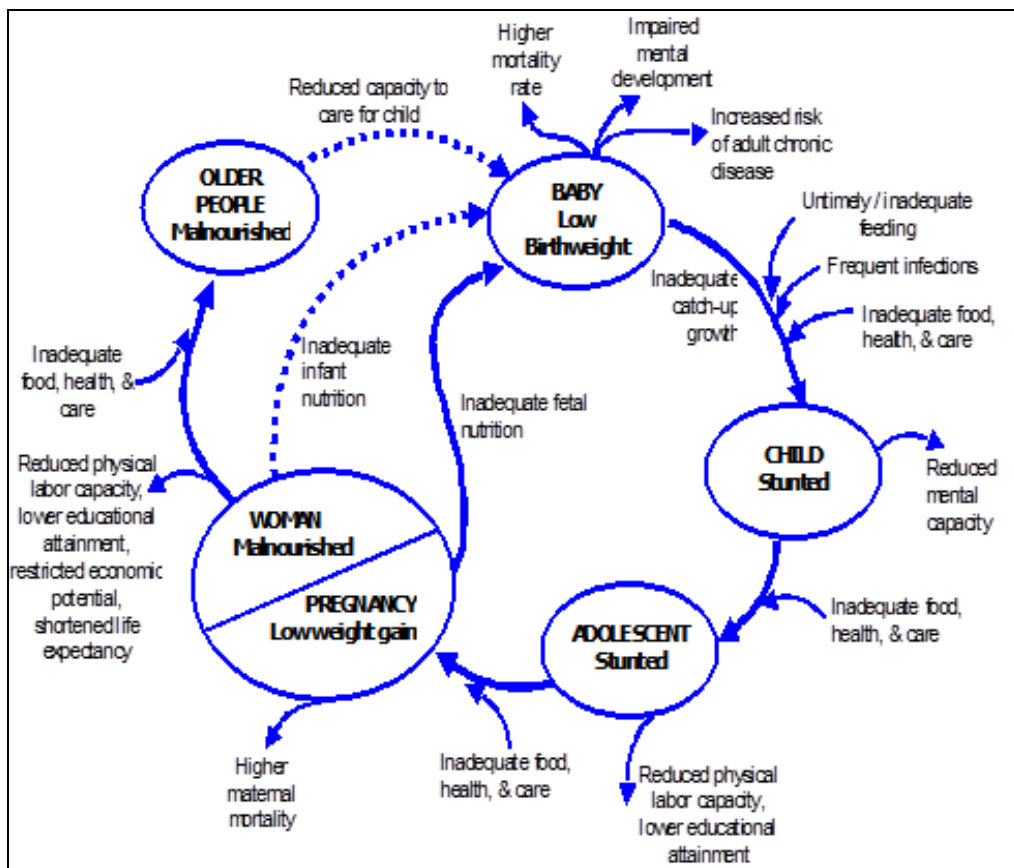 Higher
mortality
rate
Impaired
mental
development
Increased risk
of adult chronic
disease
Reduced capacity to
care for child
OLDER
PEOPLE
Malnourished
BABY
Low
Birthweight
Untimely / inadequate
feeding
Frequent infections
Inadequate food,
health, & care
Inadequate
catch-up
growth
Inadequate
food, health, &
care
Inadequate
infant
nutrition
Inadequate fetal
nutrition
CHILD
Stunted
Reduced
mental
capacity
Reduced physical
labor capacity,
lower educational
attainment,
restricted economic
potential,
shortened life
expectancy
WOMAN
Malnourished
PREGNANCY
Low weight gain
ADOLESCENT
Stunted
Inadequate food,
health, & care
Higher
maternal
mortality
Inadequate food,
health, & care
Reduced physical
labor capacity,
lower educational
attainment